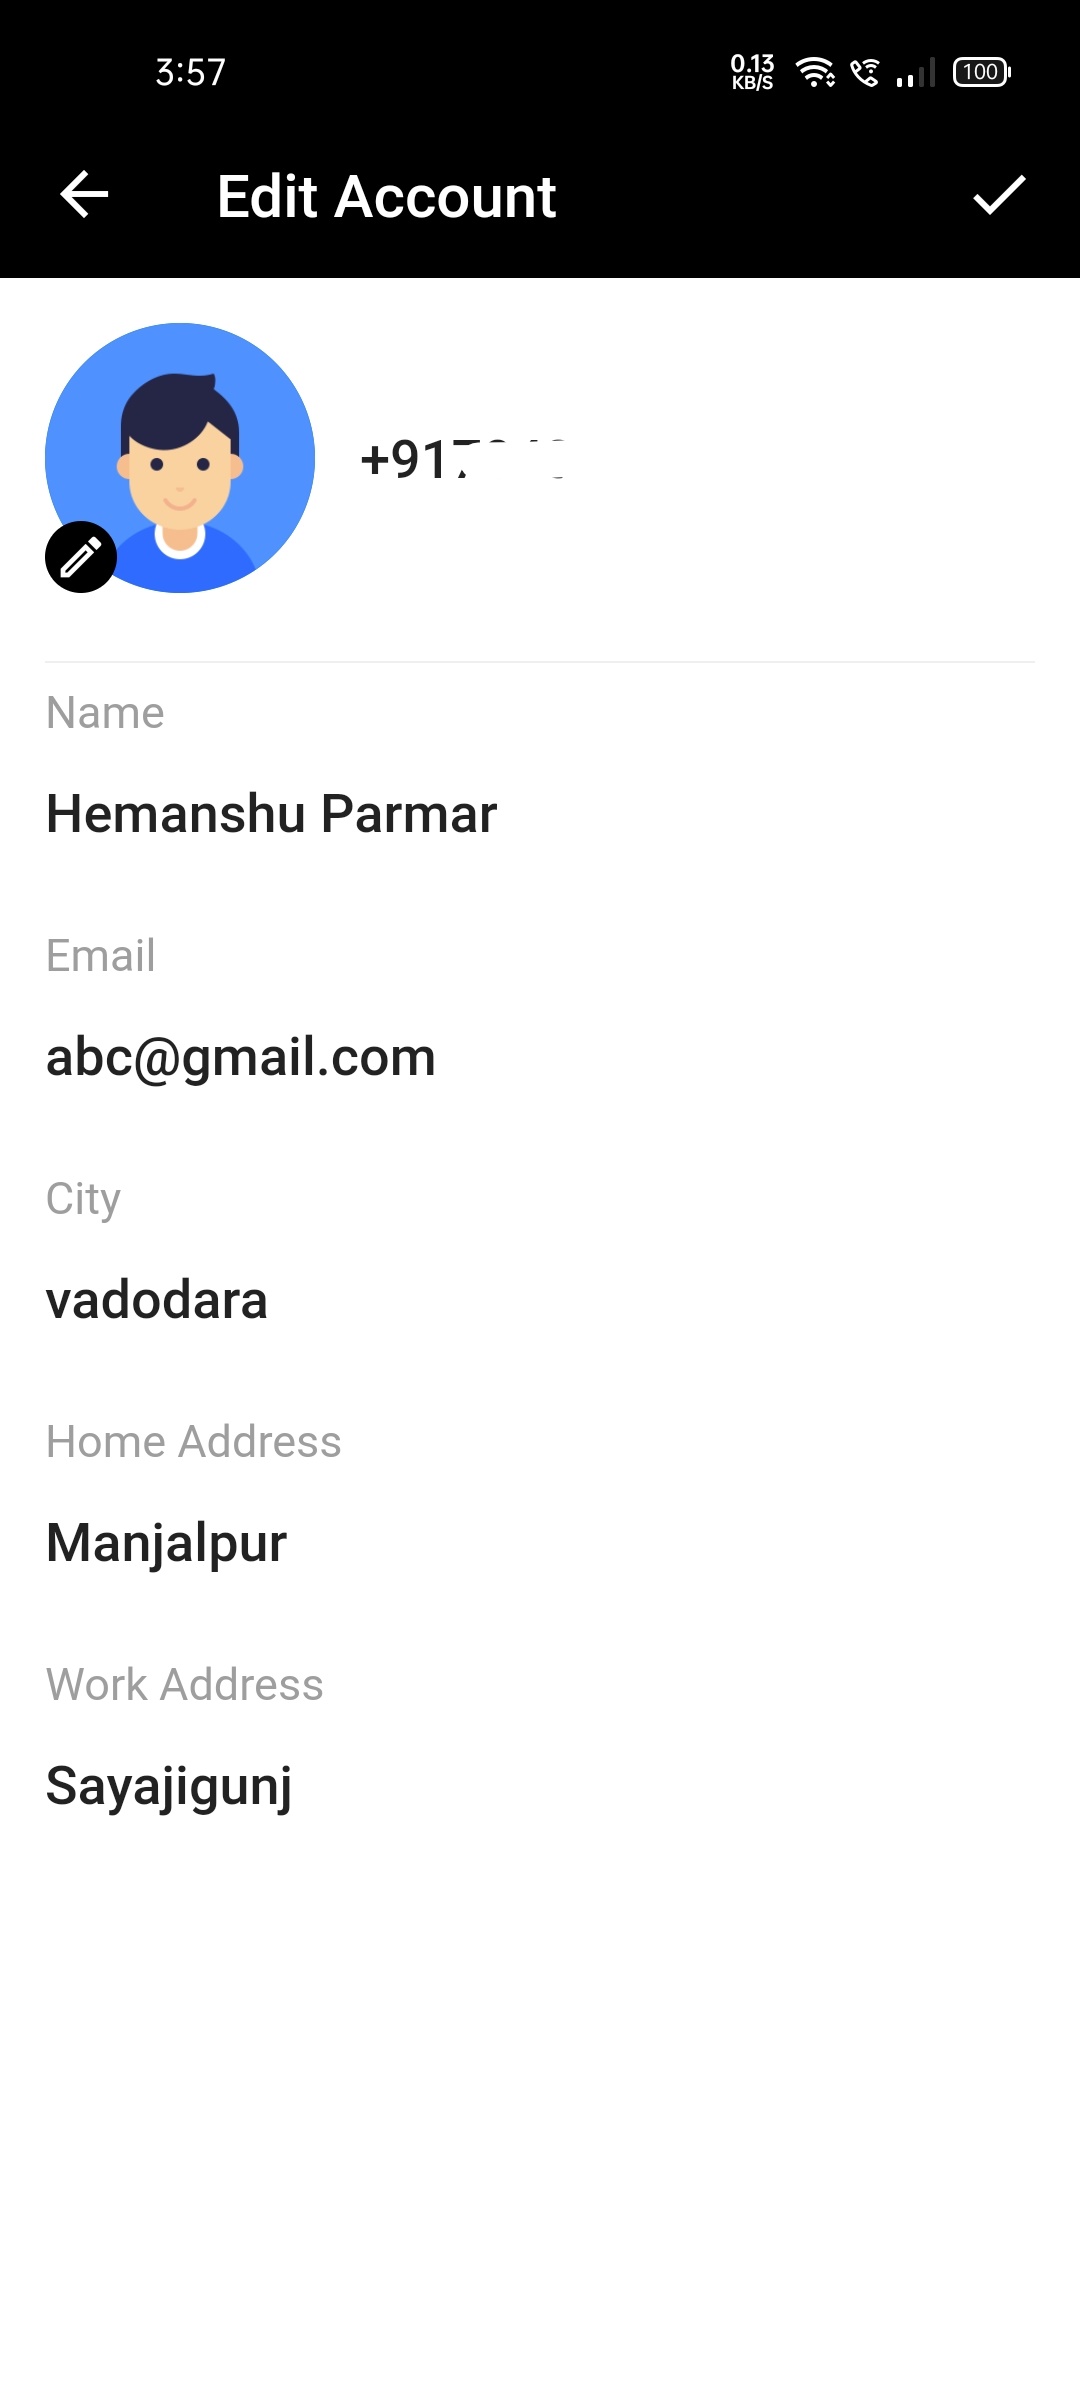 3:57
0.13
KB/S
100
Edit Account
+91
Name
Hemanshu Parmar
Email
abc@gmail.com
City
vadodara
Home Address
Manjalpur
Work Address
Sayajigunj